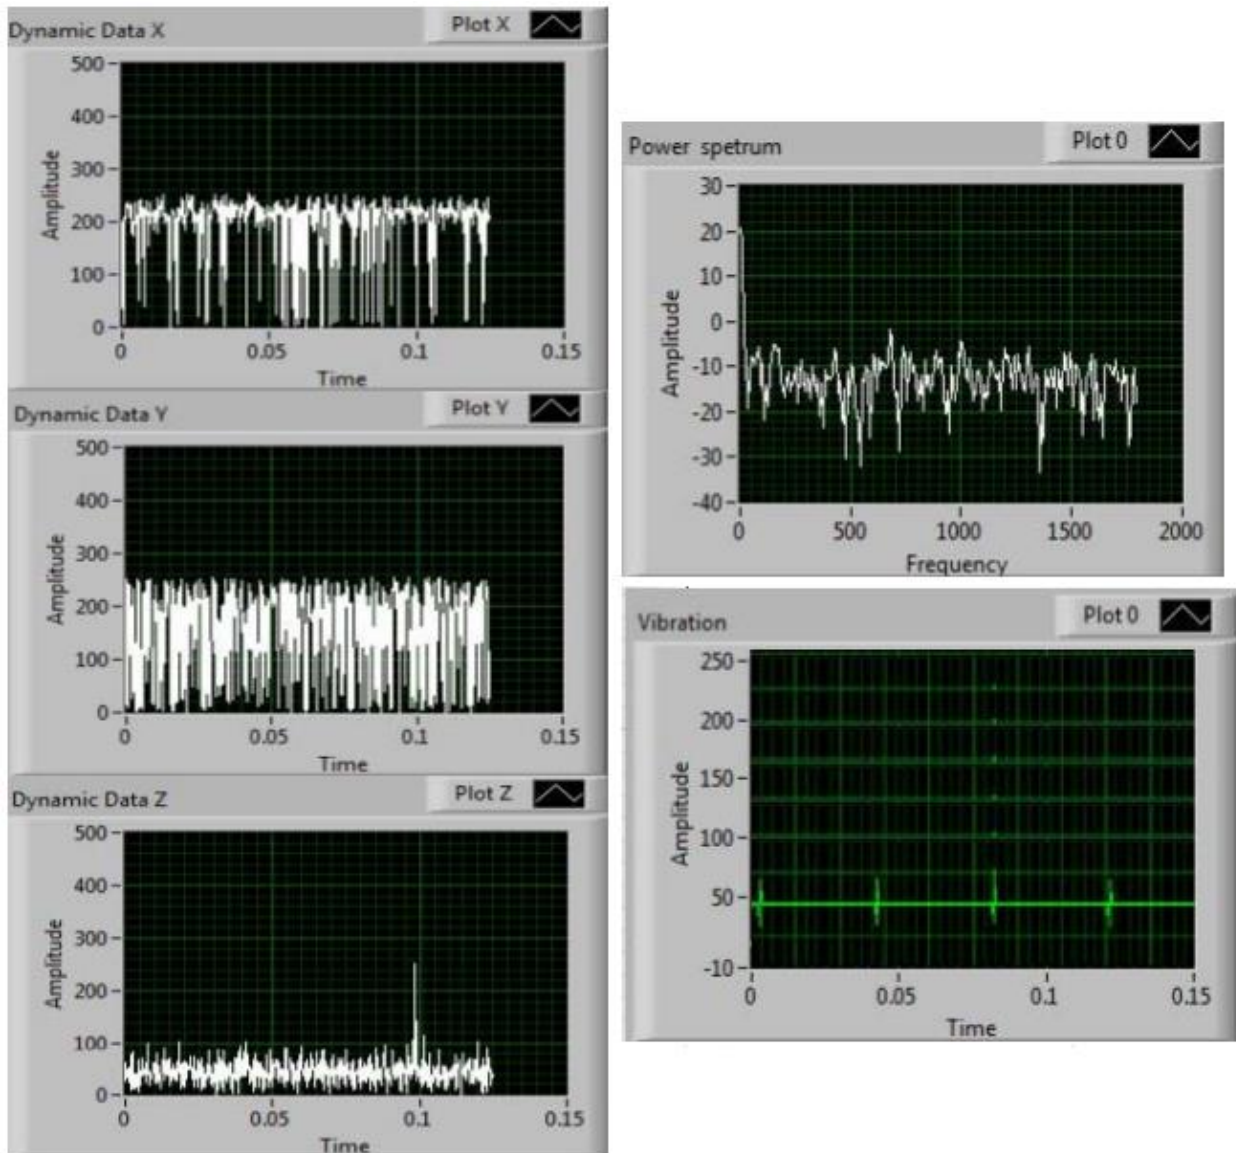 Dynamic Data X
Plot X
500
400
300
200
100
0
Amplitude
0 0.05 0.1 0.15
Time
Dynamic Data Y
Plot Y
500
400
300
200
100
0
Amplitude
0 0.05 0.1 0.15
Time
Dynamic Data Z
Plot Z
500
400
300
200
100
0
Amplitude
0 0.05 0.1 0.15
Time
Power spetrum
Plot 0
30
20
10
0
-10
-20
-30
-40
Amplitude
0 500 1000 1500 2000
Frequency
Vibration
Plot 0
250
200
150
100
50
-10
Amplitude
0 0.05 0.1 0.15
Time